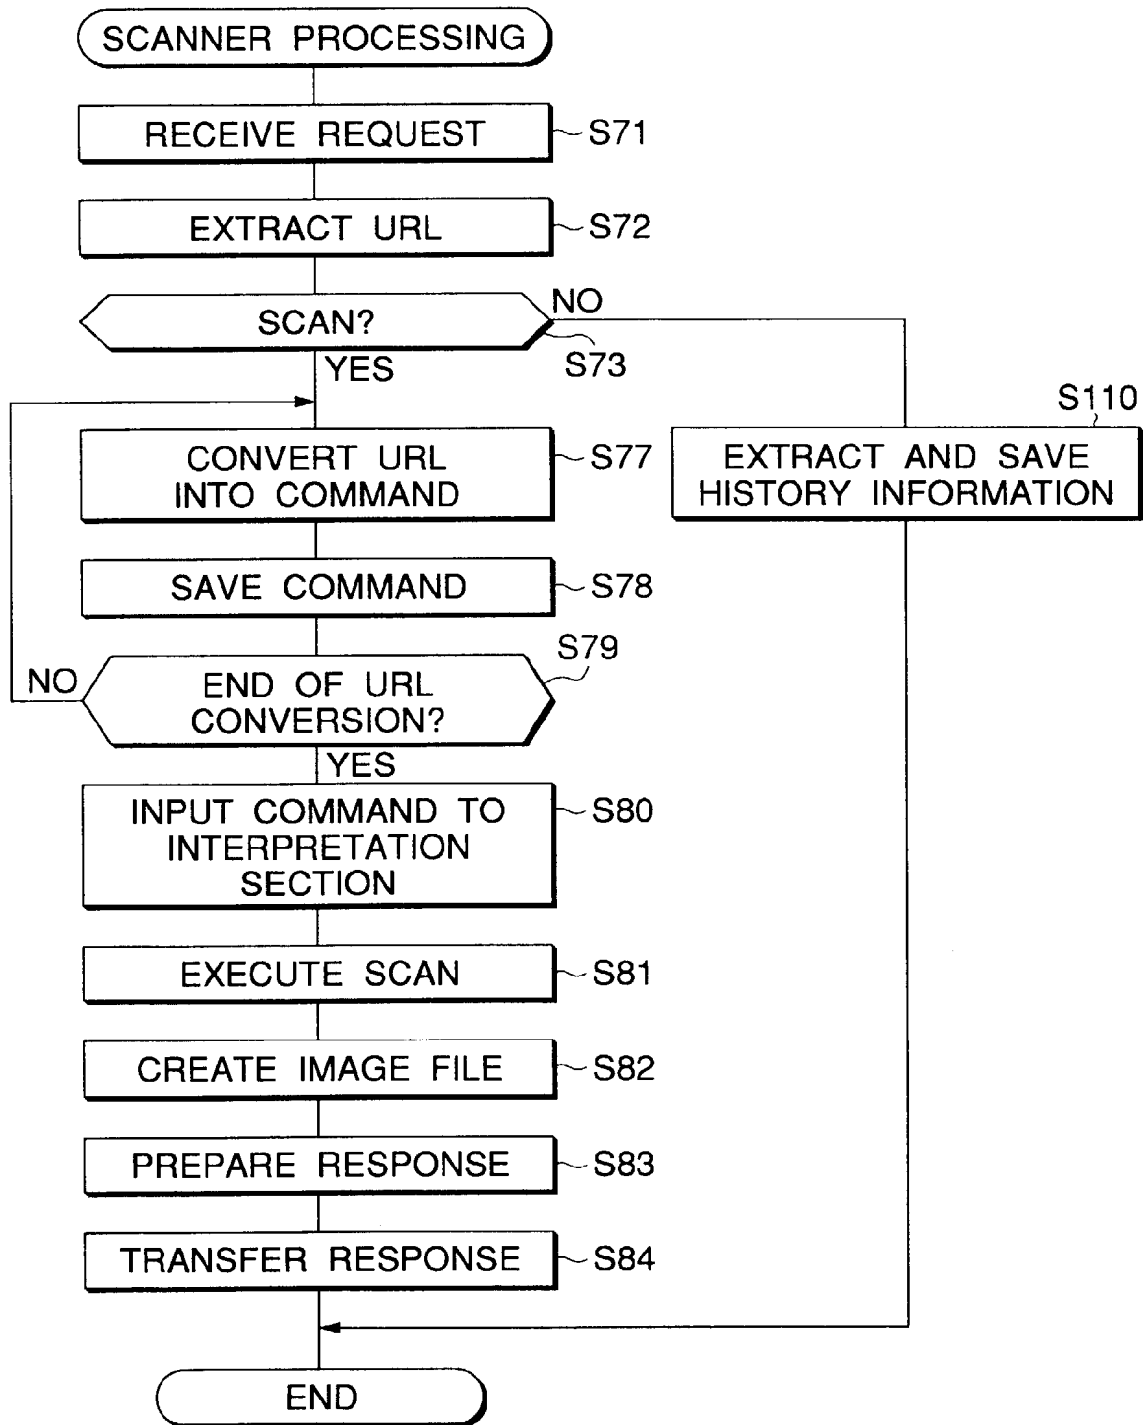 SCANNER PROCESSING
RECEIVE REQUEST
S71
EXTRACT URL
S72
SCAN?
NO
S73
YES
S110
EXTRACT AND SAVE
HISTORY INFORMATION
CONVERT URL
INTO COMMAND
S77
SAVE COMMAND
S78
S79
NO
END OF URL
CONVERSION?
YES
INPUT COMMAND TO
INTERPRETATION
SECTION
S80
EXECUTE SCAN
S81
CREATE IMAGE FILE
S82
PREPARE RESPONSE
S83
TRANSFER RESPONSE
S84
END